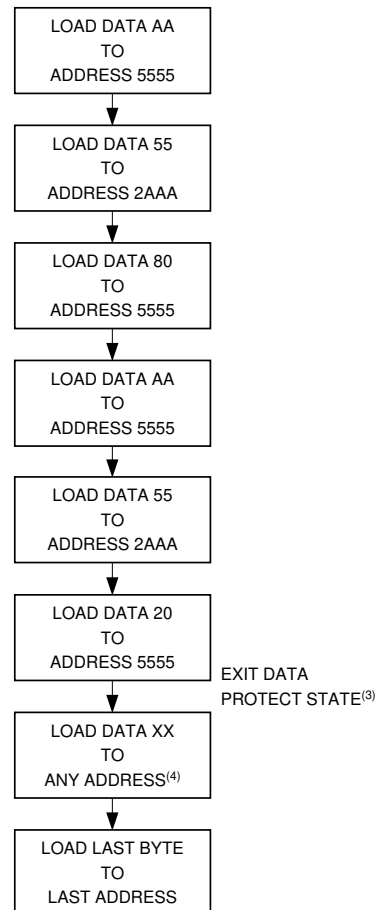 LOAD DATA AA
TO
ADDRESS 5555
LOAD DATA 55
TO
ADDRESS 2AAA
LOAD DATA 80
TO
ADDRESS 5555
LOAD DATA AA
TO
ADDRESS 5555
LOAD DATA 55
TO
ADDRESS 2AAA
LOAD DATA 20
TO
ADDRESS 5555
EXIT DATA
PROTECT STATE(3)
LOAD DATA XX
TO
ANY ADDRESS(4)
LOAD LAST BYTE
TO
LAST ADDRESS